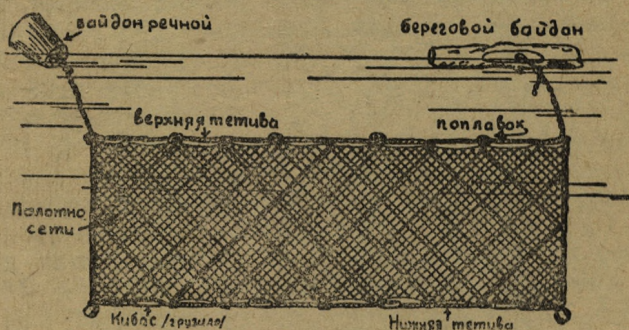 вайдон речной
береговой байдан
верхняя тетива
поплавок
Полотно
сети
Кибас /грузило/
Нижняя тетива